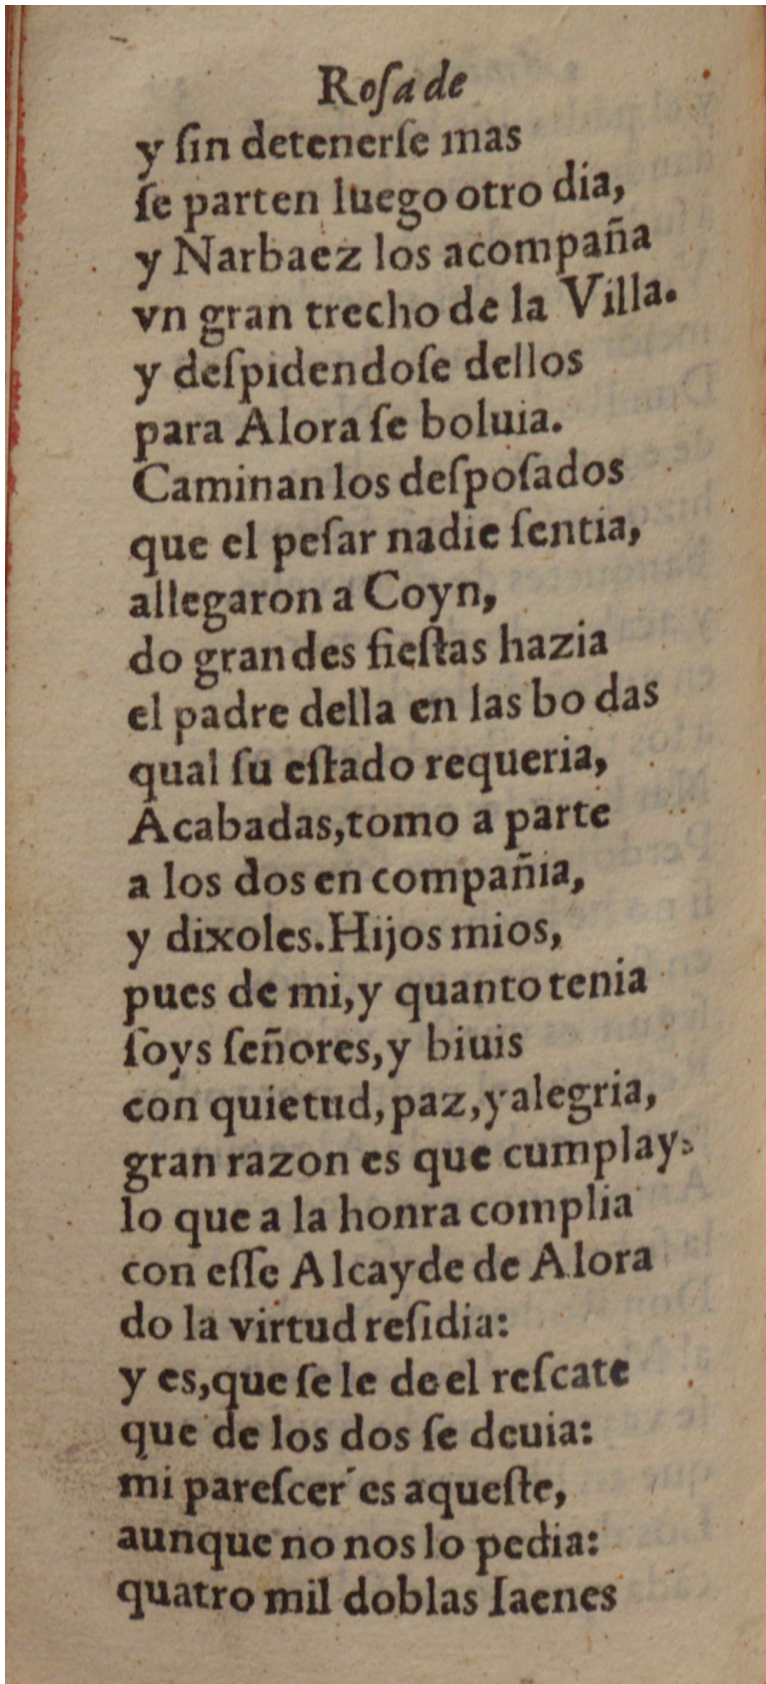 Roſa de
y ſin detenerſe mas
ſe parten luego otro dia,
y Narbaez los acompaña
vn gran trecho de la Villa.
y deſpidendoſe dellos
para Alora ſe boluia.
Caminan los deſpoſados
que el peſar nadie ſentia,
allegaron a Coyn,
do grandes fieſtas hazia
el padre della en las bo das
qual ſu eſtado requeria,
Acabadas,tomo a parte
a los dos en compañia,
y dixoles.Hijos mios,
pues de mi,y quanto tenia
ſoys ſeñores,y biuis
con quietud,paz,y alegria,
gran razon es que cumplay
lo que a la honra complia
con eſſe Alcayde de Alora
do la virtud reſidia:
y es,que ſe le de el reſcate
que de los dos ſe deuia:
mi pareſcer es aqueſte,
aunque no nos lo pedia:
quatro mil doblas Iaenes